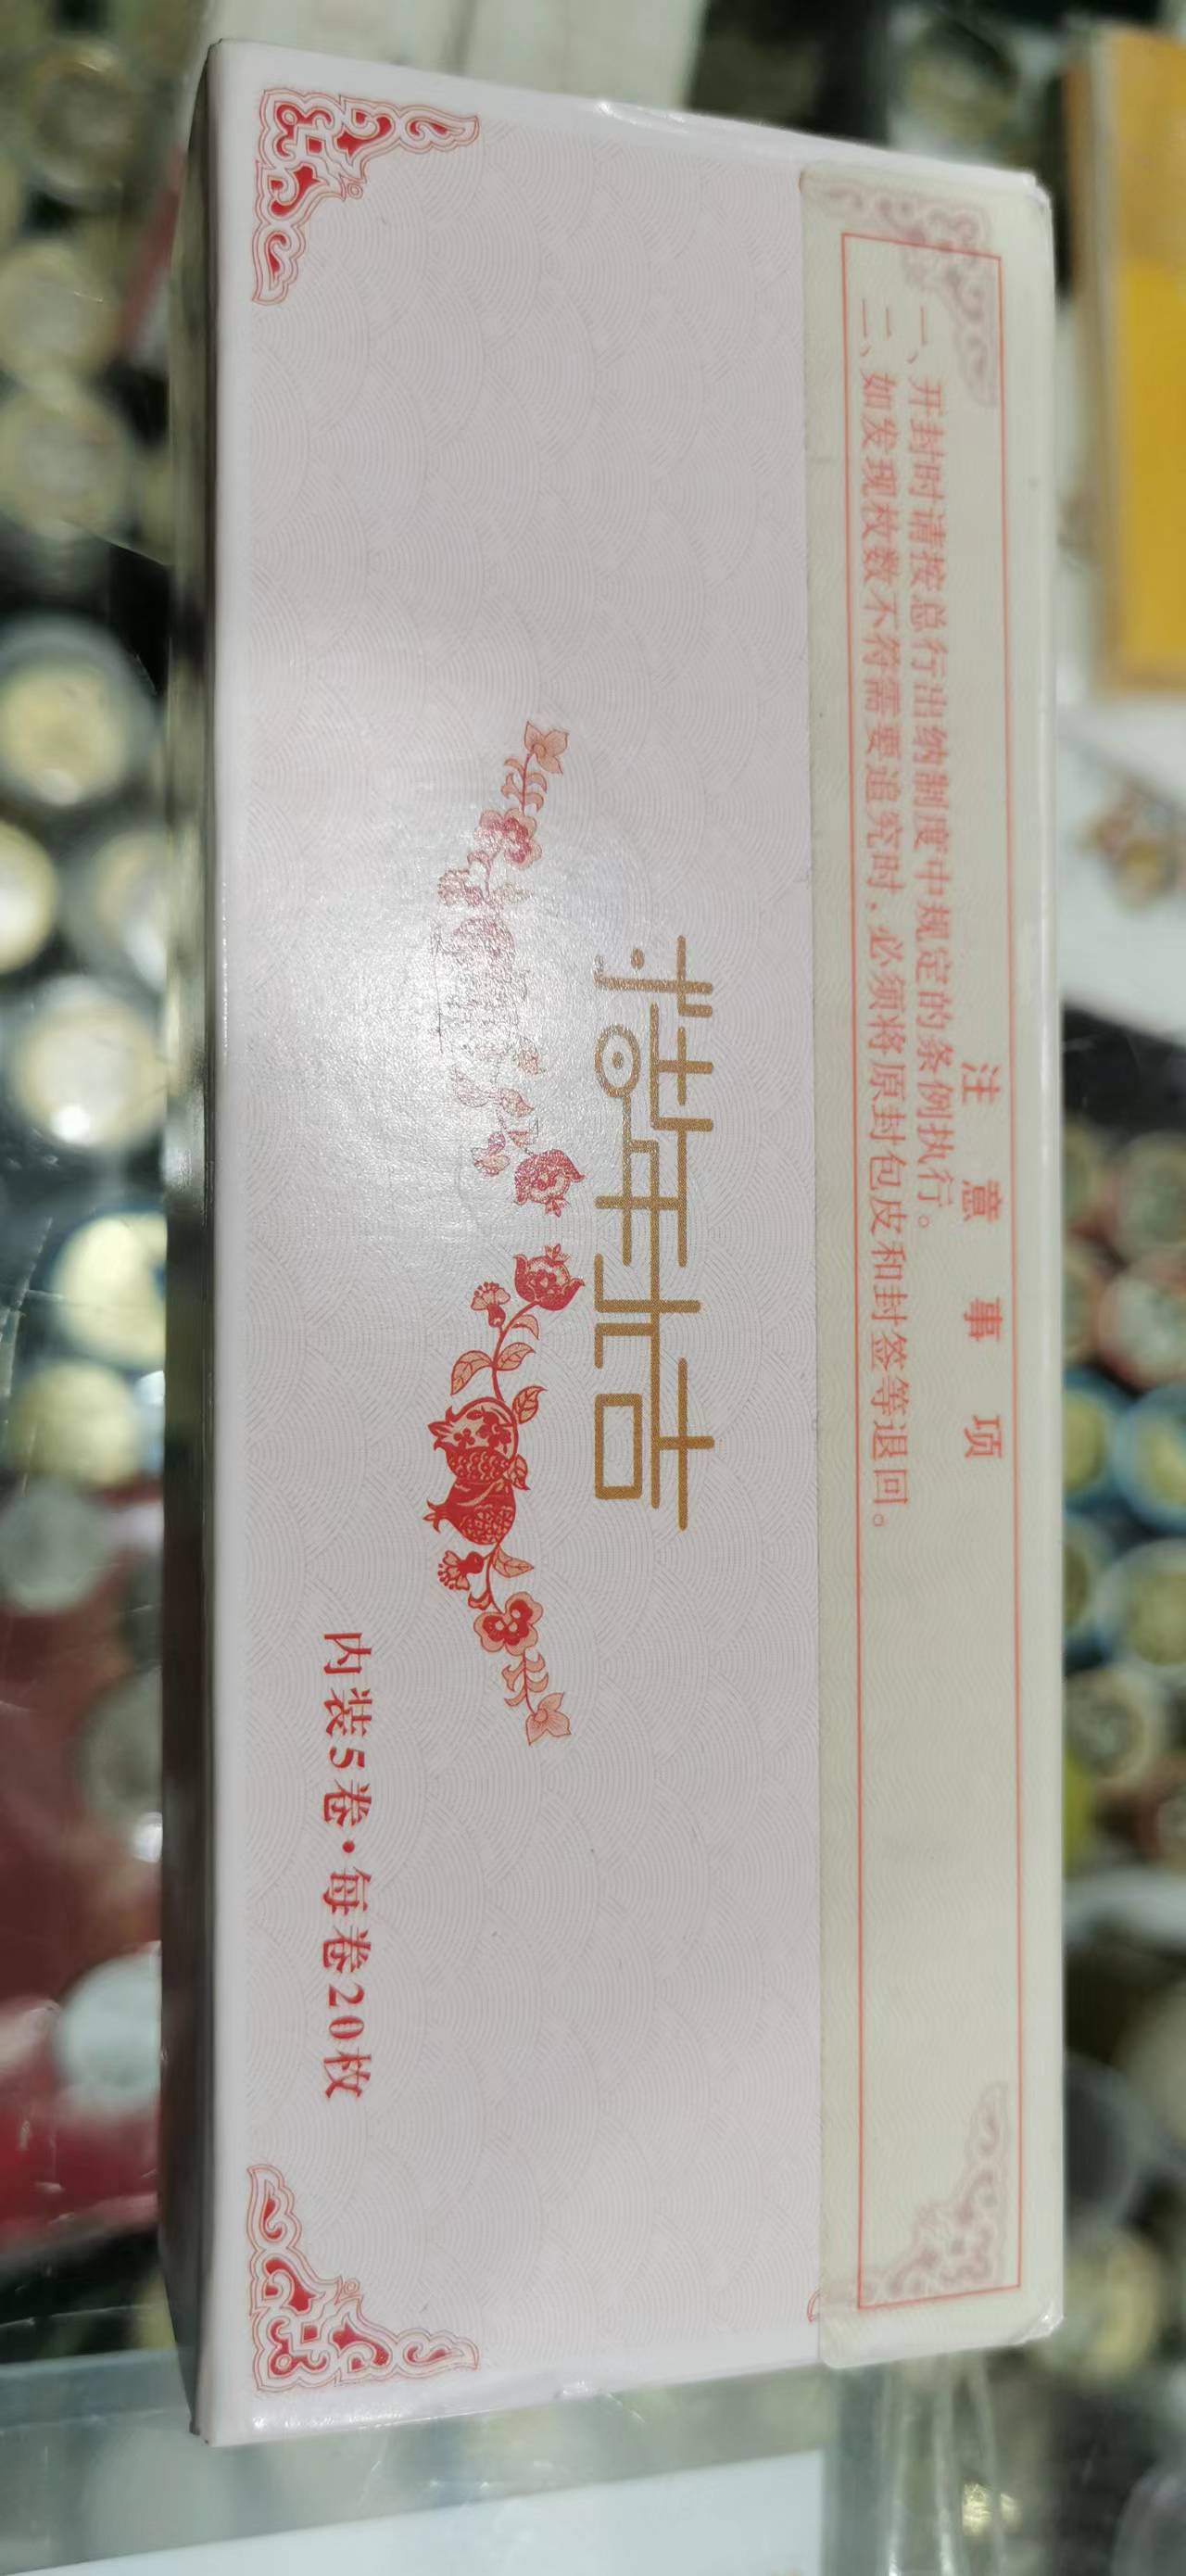 注意事项
一、开封时请按总行出纳制度中规定的条例执行。
二、如发现枚数不符需要追究时，必须将原封包皮和封签等退回。
猪年大吉
内装5卷·每卷20枚